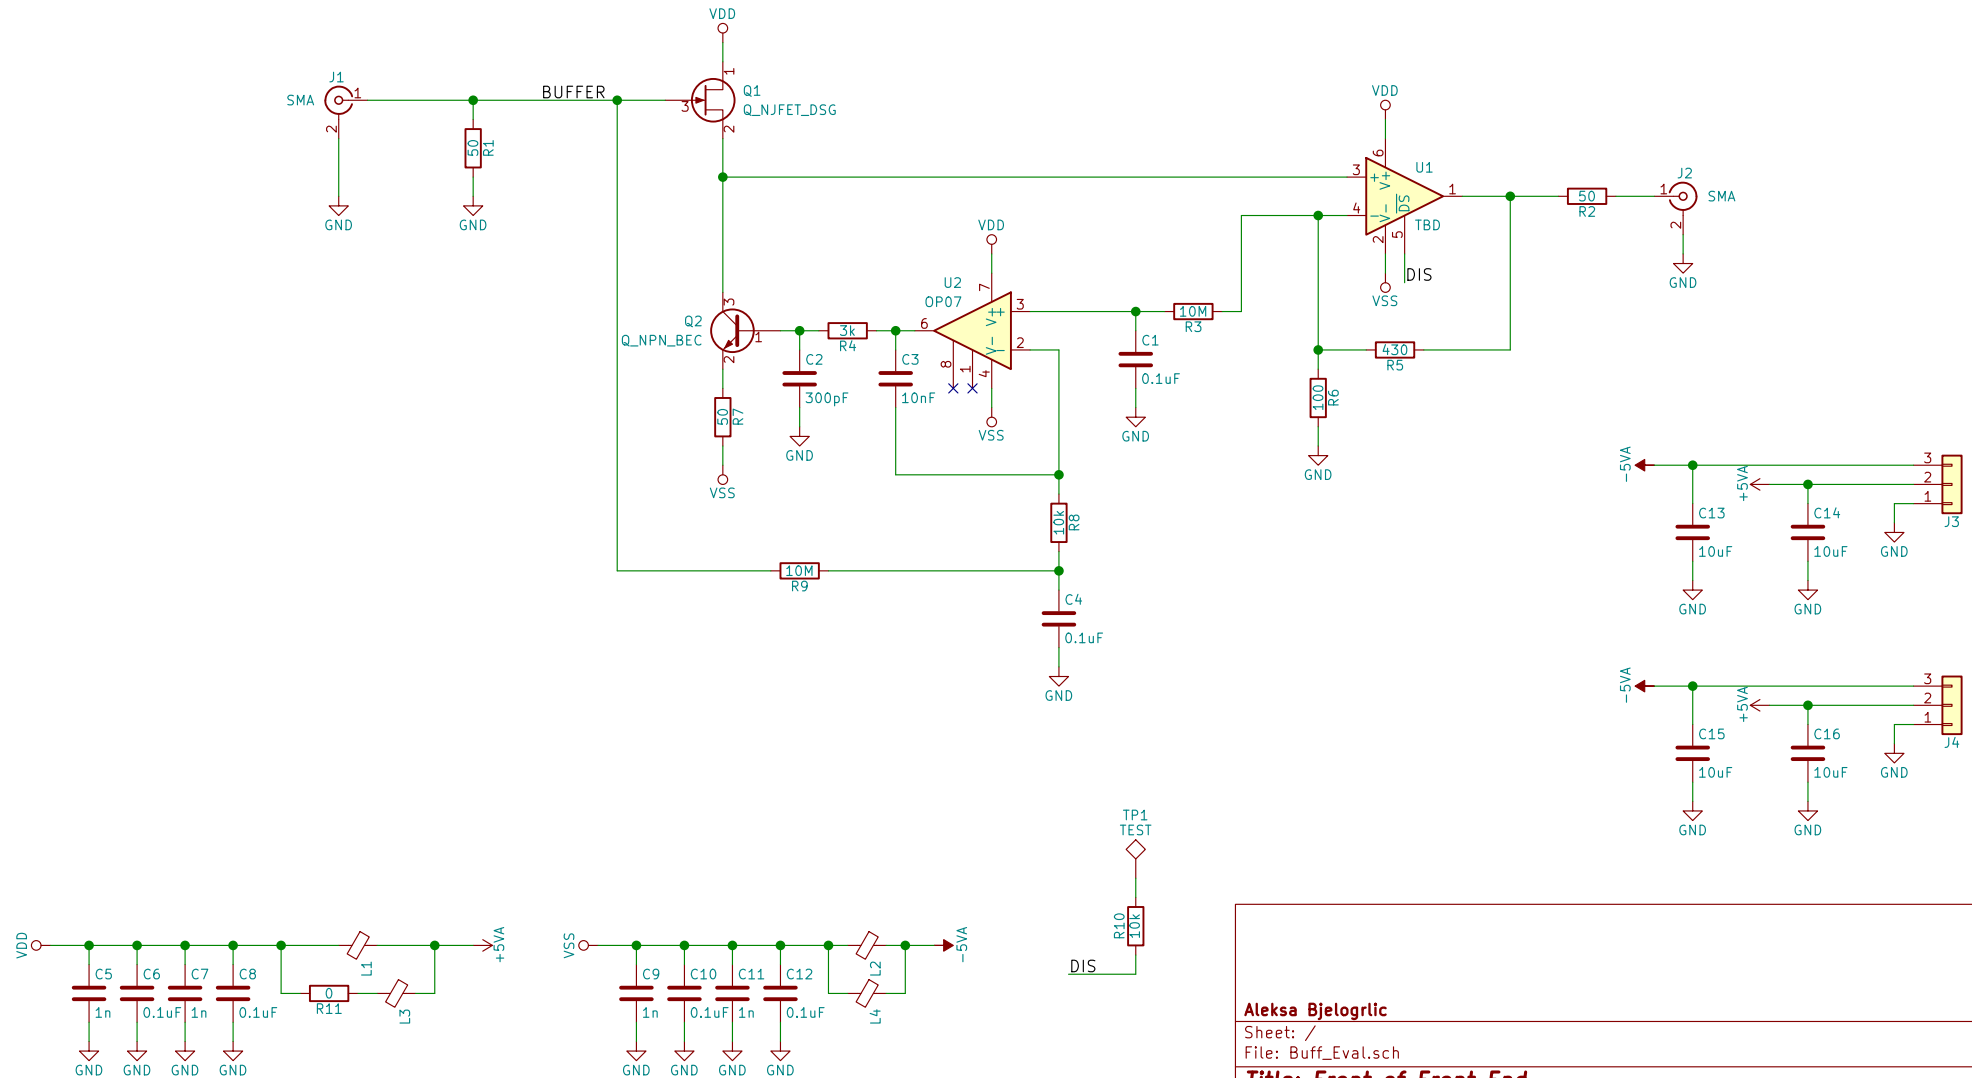 VDD
1
J1
SMA
1
2
GND
50
R1
GND
BUFFER
3
Q1
Q_NJFET_DSG
2
VDD
6
U1
3
4
+
V+
−
V−
DS
1
TBD
2
5
DIS
VSS
50
R2
J2
1
SMA
2
GND
VDD
7
U2
OP07
3
+
V+
6
2
−
V−
8
1
4
VSS
3
Q2
Q_NPN_BEC
1
2
3k
R4
C2
300pF
GND
C3
10nF
50
R7
VSS
10M
R3
C1
0.1uF
GND
430
R5
100
R6
GND
10k
R8
10M
R9
C4
0.1uF
GND
-5VA
+5VA
3
2
1
J3
C13
10uF
GND
C14
10uF
GND
GND
-5VA
+5VA
3
2
1
J4
C15
10uF
GND
C16
10uF
GND
GND
TP1
TEST
R10
10k
DIS
VDD
C5
1n
GND
C6
0.1uF
GND
C7
1n
GND
C8
0.1uF
GND
L1
0
R11
L3
+5VA
VSS
C9
1n
GND
C10
0.1uF
GND
C11
1n
GND
C12
0.1uF
GND
L2
L4
-5VA
Aleksa Bjelogrlic
Sheet: /
File: Buff_Eval.sch
Title: Front of Front End